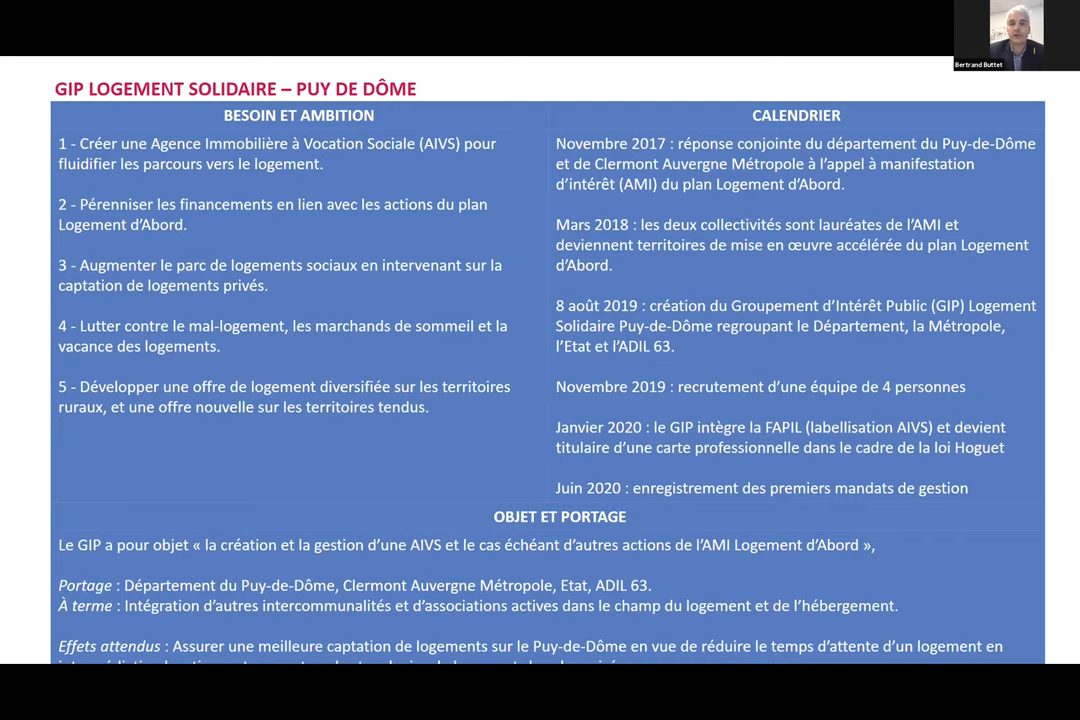 Bertrand Buttet
GIP LOGEMENT SOLIDAIRE – PUY DE DÔME
BESOIN ET AMBITION
1 - Créer une Agence Immobilière à Vocation Sociale (AIVS) pour
fluidifier les parcours vers le logement.
2 - Pérenniser les financements en lien avec les actions du plan
Logement d’Abord.
3 - Augmenter le parc de logements sociaux en intervenant sur la
captation de logements privés.
4 - Lutter contre le mal-logement, les marchands de sommeil et la
vacance des logements.
5 - Développer une offre de logement diversifiée sur les territoires
ruraux, et une offre nouvelle sur les territoires tendus.
CALENDRIER
Novembre 2017 : réponse conjointe du département du Puy-de-Dôme
et de Clermont Auvergne Métropole à l’appel à manifestation
d’intérêt (AMI) du plan Logement d’Abord.
Mars 2018 : les deux collectivités sont lauréates de l’AMI et
deviennent territoires de mise en œuvre accélérée du plan Logement
d’Abord.
8 août 2019 : création du Groupement d’Intérêt Public (GIP) Logement
Solidaire Puy-de-Dôme regroupant le Département, la Métropole,
l’Etat et l’ADIL 63.
Novembre 2019 : recrutement d’une équipe de 4 personnes
Janvier 2020 : le GIP intègre la FAPIL (labellisation AIVS) et devient
titulaire d’une carte professionnelle dans le cadre de la loi Hoguet
Juin 2020 : enregistrement des premiers mandats de gestion
OBJET ET PORTAGE
Le GIP a pour objet « la création et la gestion d’une AIVS et le cas échéant d’autres actions de l’AMI Logement d’Abord »,
Portage : Département du Puy-de-Dôme, Clermont Auvergne Métropole, Etat, ADIL 63.
À terme : Intégration d’autres intercommunalités et d’associations actives dans le champ du logement et de l’hébergement.
Effets attendus : Assurer une meilleure captation de logements sur le Puy-de-Dôme en vue de réduire le temps d’attente d’un logement en